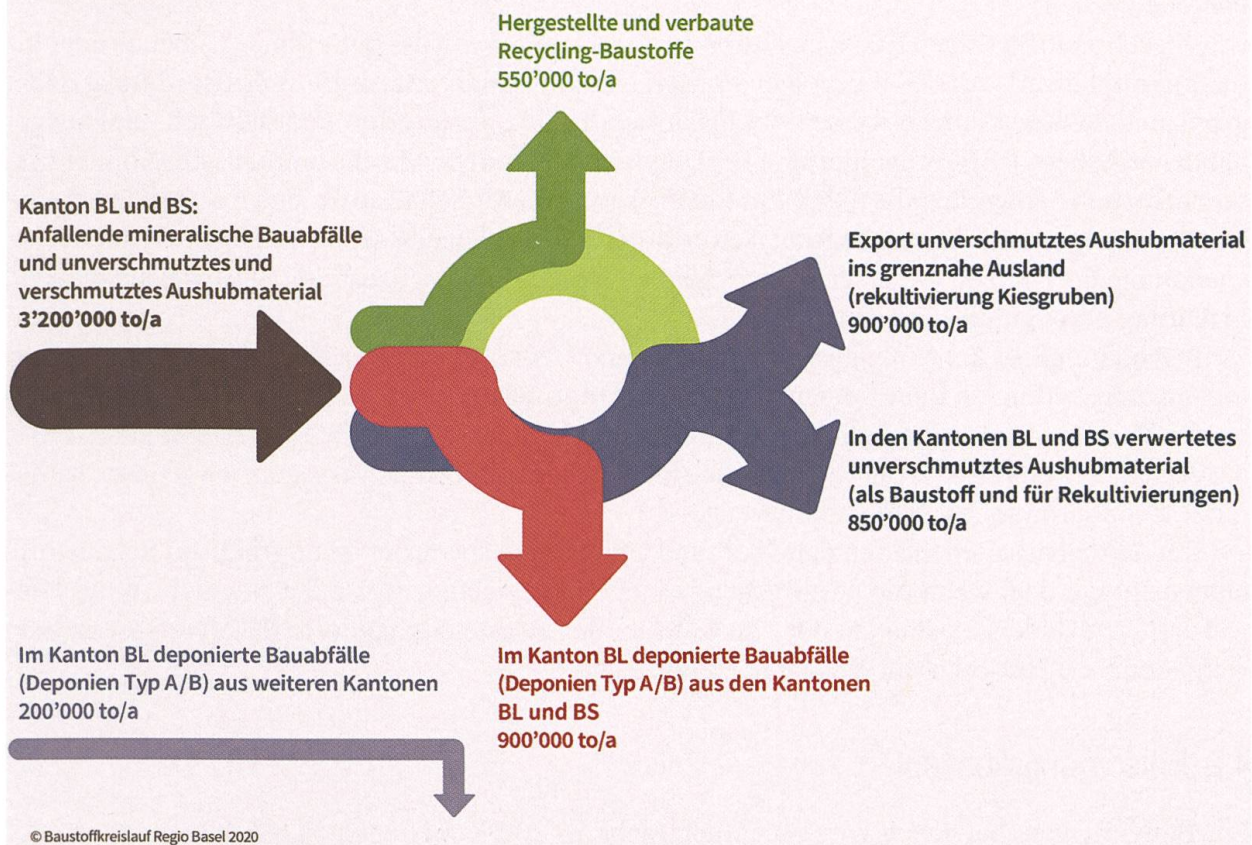 Hergestellte und verbaute
Recycling-Baustoffe
550’000 to/a
Kanton BL und BS:
Anfallende mineralische Bauabfälle
und unverschmutztes und
verschmutztes Aushubmaterial
3’200’000 to/a
Export unverschmutztes Aushubmaterial
ins grenznahe Ausland
(rekultivierung Kiesgruben)
900’000 to/a
In den Kantonen BL und BS verwertetes
unverschmutztes Aushubmaterial
(als Baustoff und für Rekultivierungen)
850’000 to/a
Im Kanton BL deponierte Bauabfälle
(Deponien Typ A/B) aus weiteren Kantonen
200’000 to/a
Im Kanton BL deponierte Bauabfälle
(Deponien Typ A/B) aus den Kantonen
BL und BS
900’000 to/a
© Baustoffkreislauf Regio Basel 2020